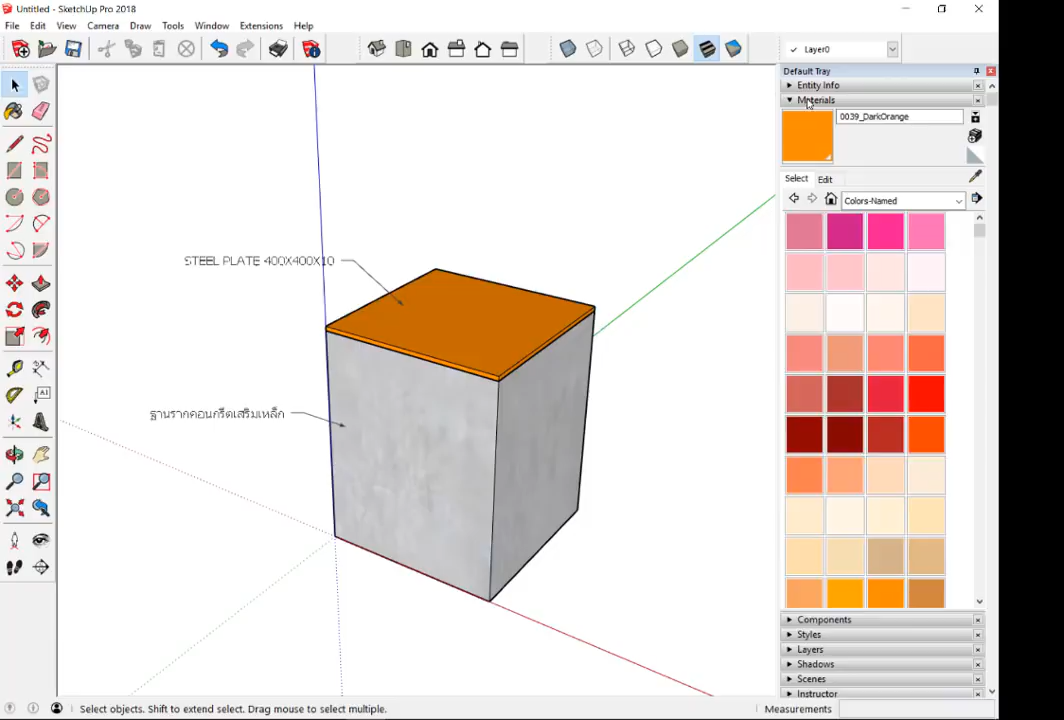 Untitled - SketchUp Pro 2018
File Edit View Camera Draw Tools Window Extensions Help
Layer0
Default Tray
Entity Info
Materials
0039_DarkOrange
Select Edit
Colors-Named
STEEL PLATE 400X400X10
ฐานรากคอนกรีตเสริมเหล็ก
Components
Styles
Layers
Shadows
Scenes
Instructor
Select objects. Shift to extend select. Drag mouse to select multiple.
Measurements